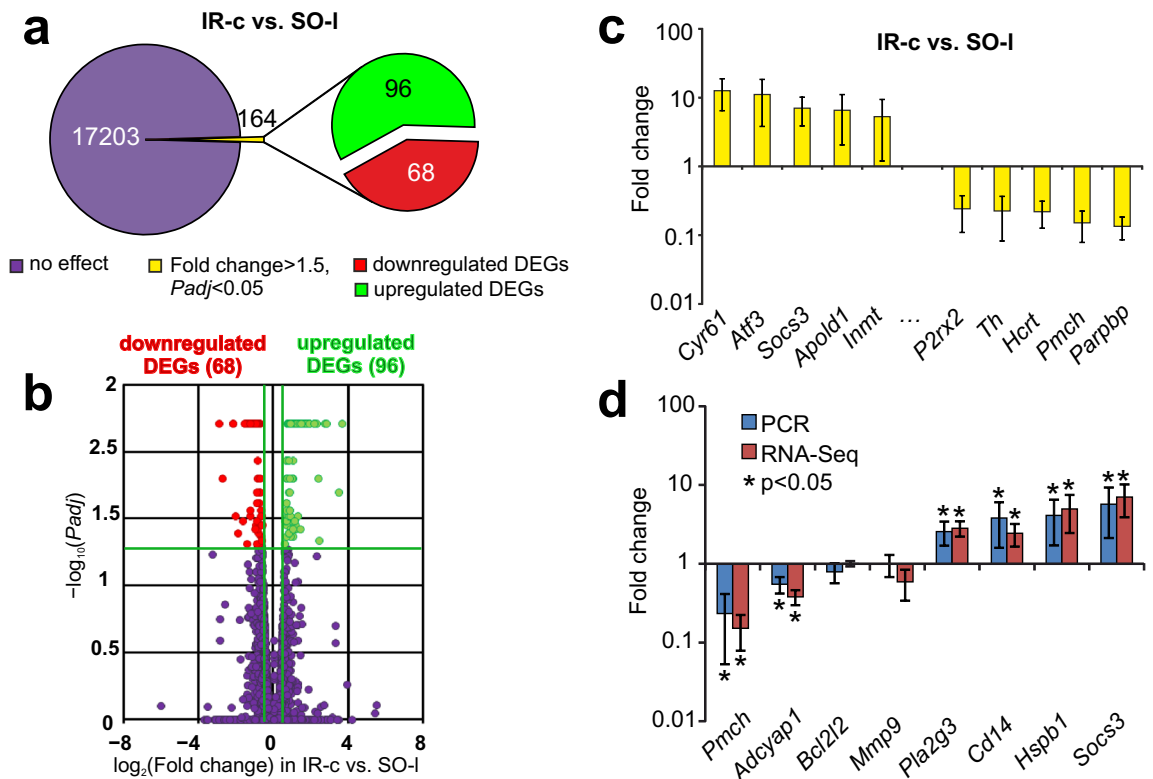 a
IR-c vs. SO-I
17203
164
96
68
no effect
Fold change>1.5,
Padj<0.05
downregulated DEGs
upregulated DEGs
b
downregulated
DEGs (68)
upregulated
DEGs (96)
2
2.5
1.5
1
0.5
0
−log10(Padj)
−8
−4
0
4
8
log2(Fold change) in IR-c vs. SO-I
c
IR-c vs. SO-I
100
10
1
0.1
0.01
Fold change
Cyr61
Atf3
Socs3
Apold1
Inmt
...
P2rx2
Th
Hcrt
Pmch
Parpbp
d
100
10
1
0.1
0.01
Fold change
PCR
RNA-Seq
* p<0.05
* * * * * * * *
* * * *
Pmch
Adcyap1
Bcl2l2
Mmp9
Pla2g3
Cd14
Hspb1
Socs3